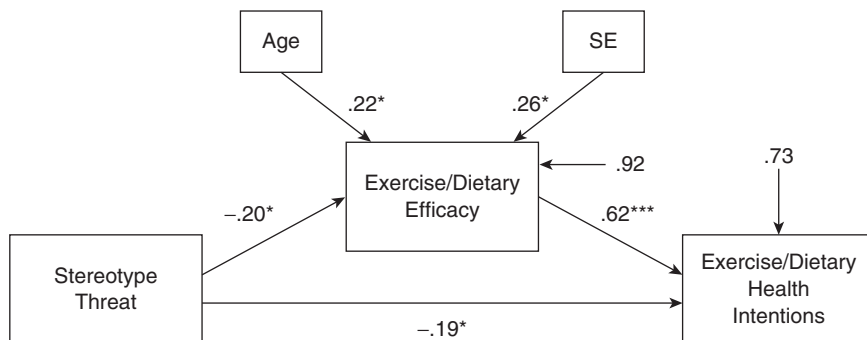 Age
SE
.22*
.26*
Exercise/Dietary
Efficacy
.92
.73
–.20*
.62***
Stereotype
Threat
Exercise/Dietary
Health
Intentions
–.19*